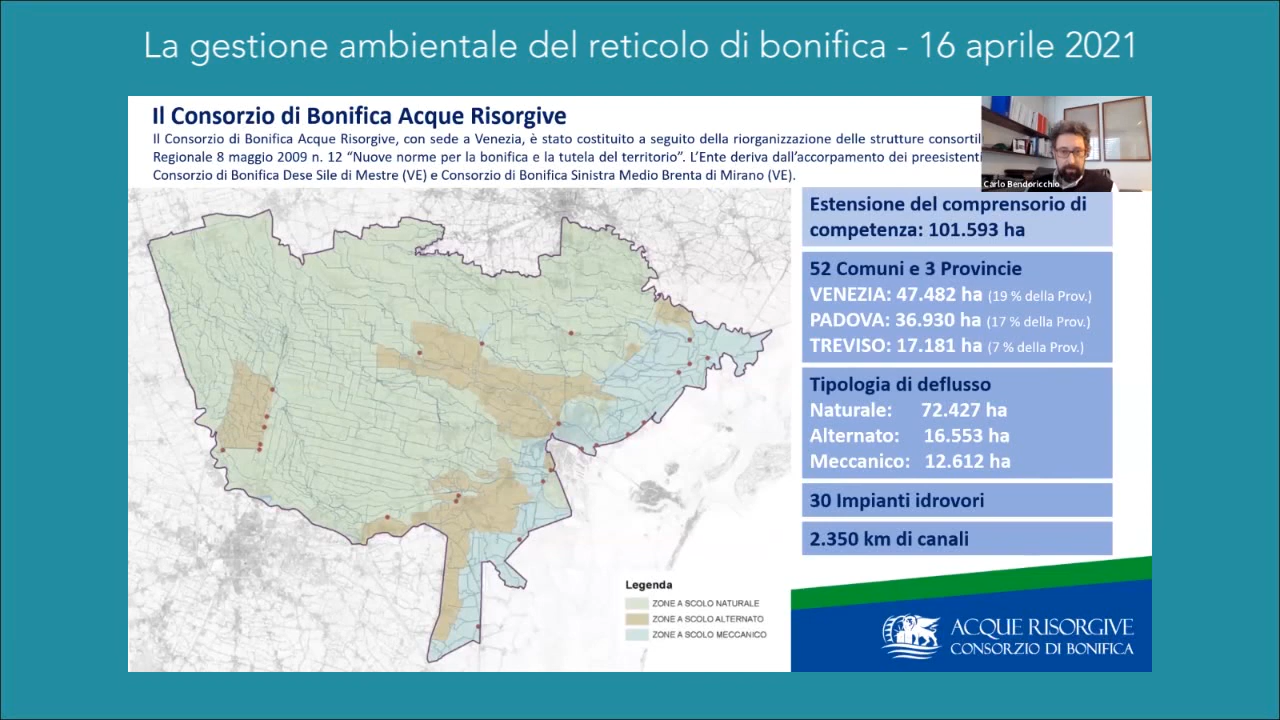 La gestione ambientale del reticolo di bonifica - 16 aprile 2021
Il Consorzio di Bonifica Acque Risorgive
Il Consorzio di Bonifica Acque Risorgive, con sede a Venezia, è stato costituito a seguito della riorganizzazione delle strutture consortil
Regionale 8 maggio 2009 n. 12 “Nuove norme per la bonifica e la tutela del territorio”. L’Ente deriva dall’accorpamento dei preesistenti
Consorzio di Bonifica Dese Sile di Mestre (VE) e Consorzio di Bonifica Sinistra Medio Brenta di Mirano (VE).
Carlo Bendoricchio
Estensione del comprensorio di
competenza: 101.593 ha
52 Comuni e 3 Provincie
VENEZIA: 47.482 ha (19 % della Prov.)
PADOVA: 36.930 ha (17 % della Prov.)
TREVISO: 17.181 ha (7 % della Prov.)
Tipologia di deflusso
Naturale: 72.427 ha
Alternato: 16.553 ha
Meccanico: 12.612 ha
30 Impianti idrovori
2.350 km di canali
Legenda
ZONE A SCOLO NATURALE
ZONE A SCOLO ALTERNATO
ZONE A SCOLO MECCANICO
ACQUE RISORGIVE
CONSORZIO DI BONIFICA